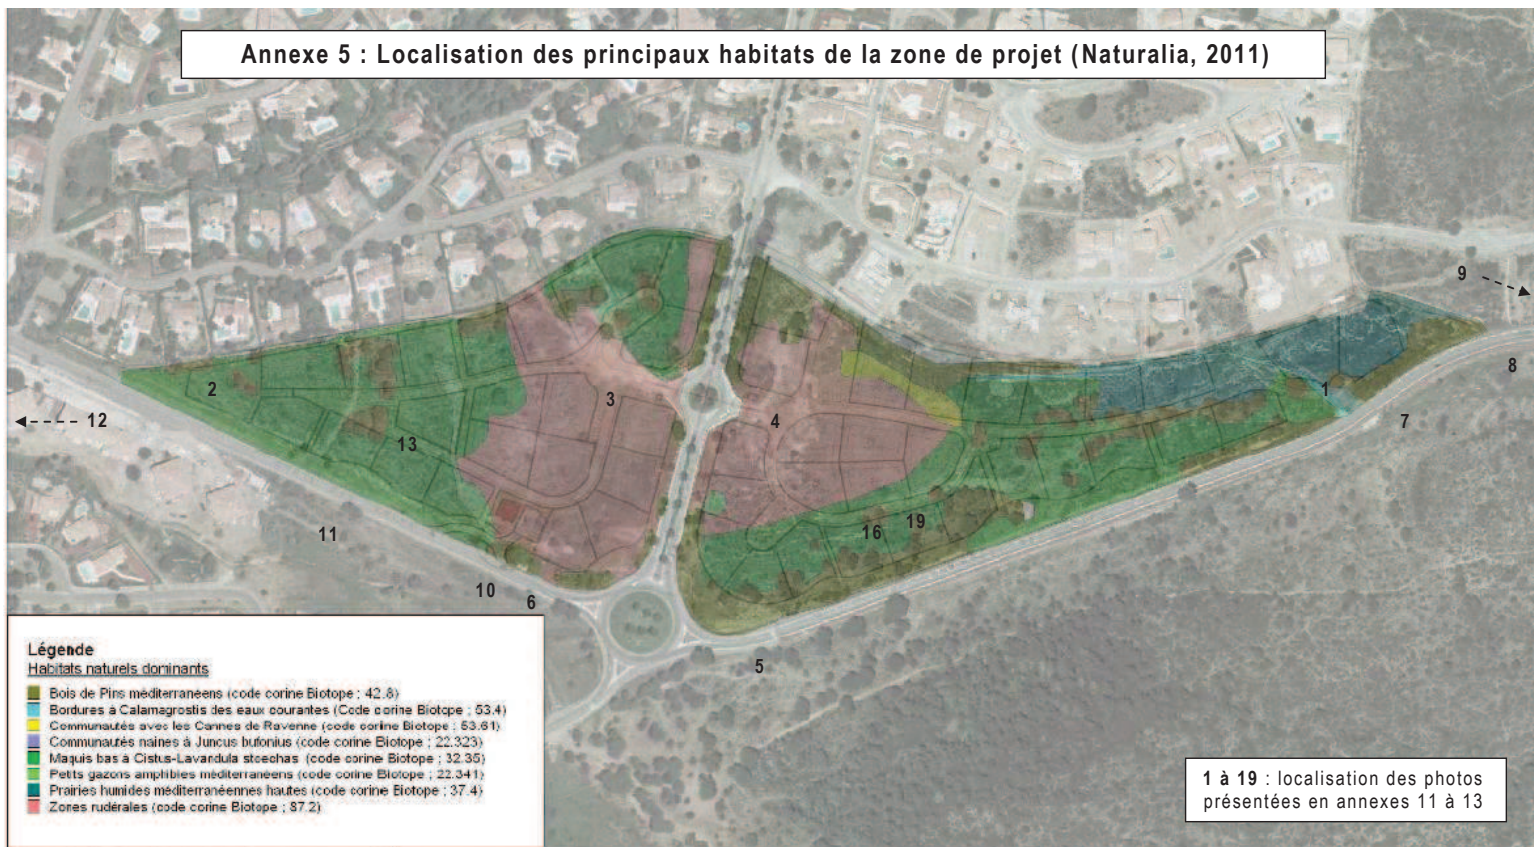 Annexe 5 : Localisation des principaux habitats de la zone de projet (Naturalia, 2011)
9
8
1
7
2
3
4
12
13
16
19
11
10
6
5
Légende
Habitats naturels dominants
Bois de Pins méditerranéens (code corine Biotope ; 42.8)
Bordures à Calamagrostis des eaux courantes (Code corine Biotope ; 53.4)
Communautés avec les Cannes de Ravenne (code corine Biotope ; 53.61)
Communautés naines à Juncus bufonius (code corine Biotope ; 22.323)
Maquis bas à Cistus-Lavandula stoechas (code corine Biotope ; 32.35)
Petits gazons amphibies méditerranéens (code corine Biotope ; 22.341)
Prairies humides méditerranéennes hautes (code corine Biotope ; 37.4)
Zones rudérales (code corine Biotope ; 87.2)
1 à 19 : localisation des photos
présentées en annexes 11 à 13